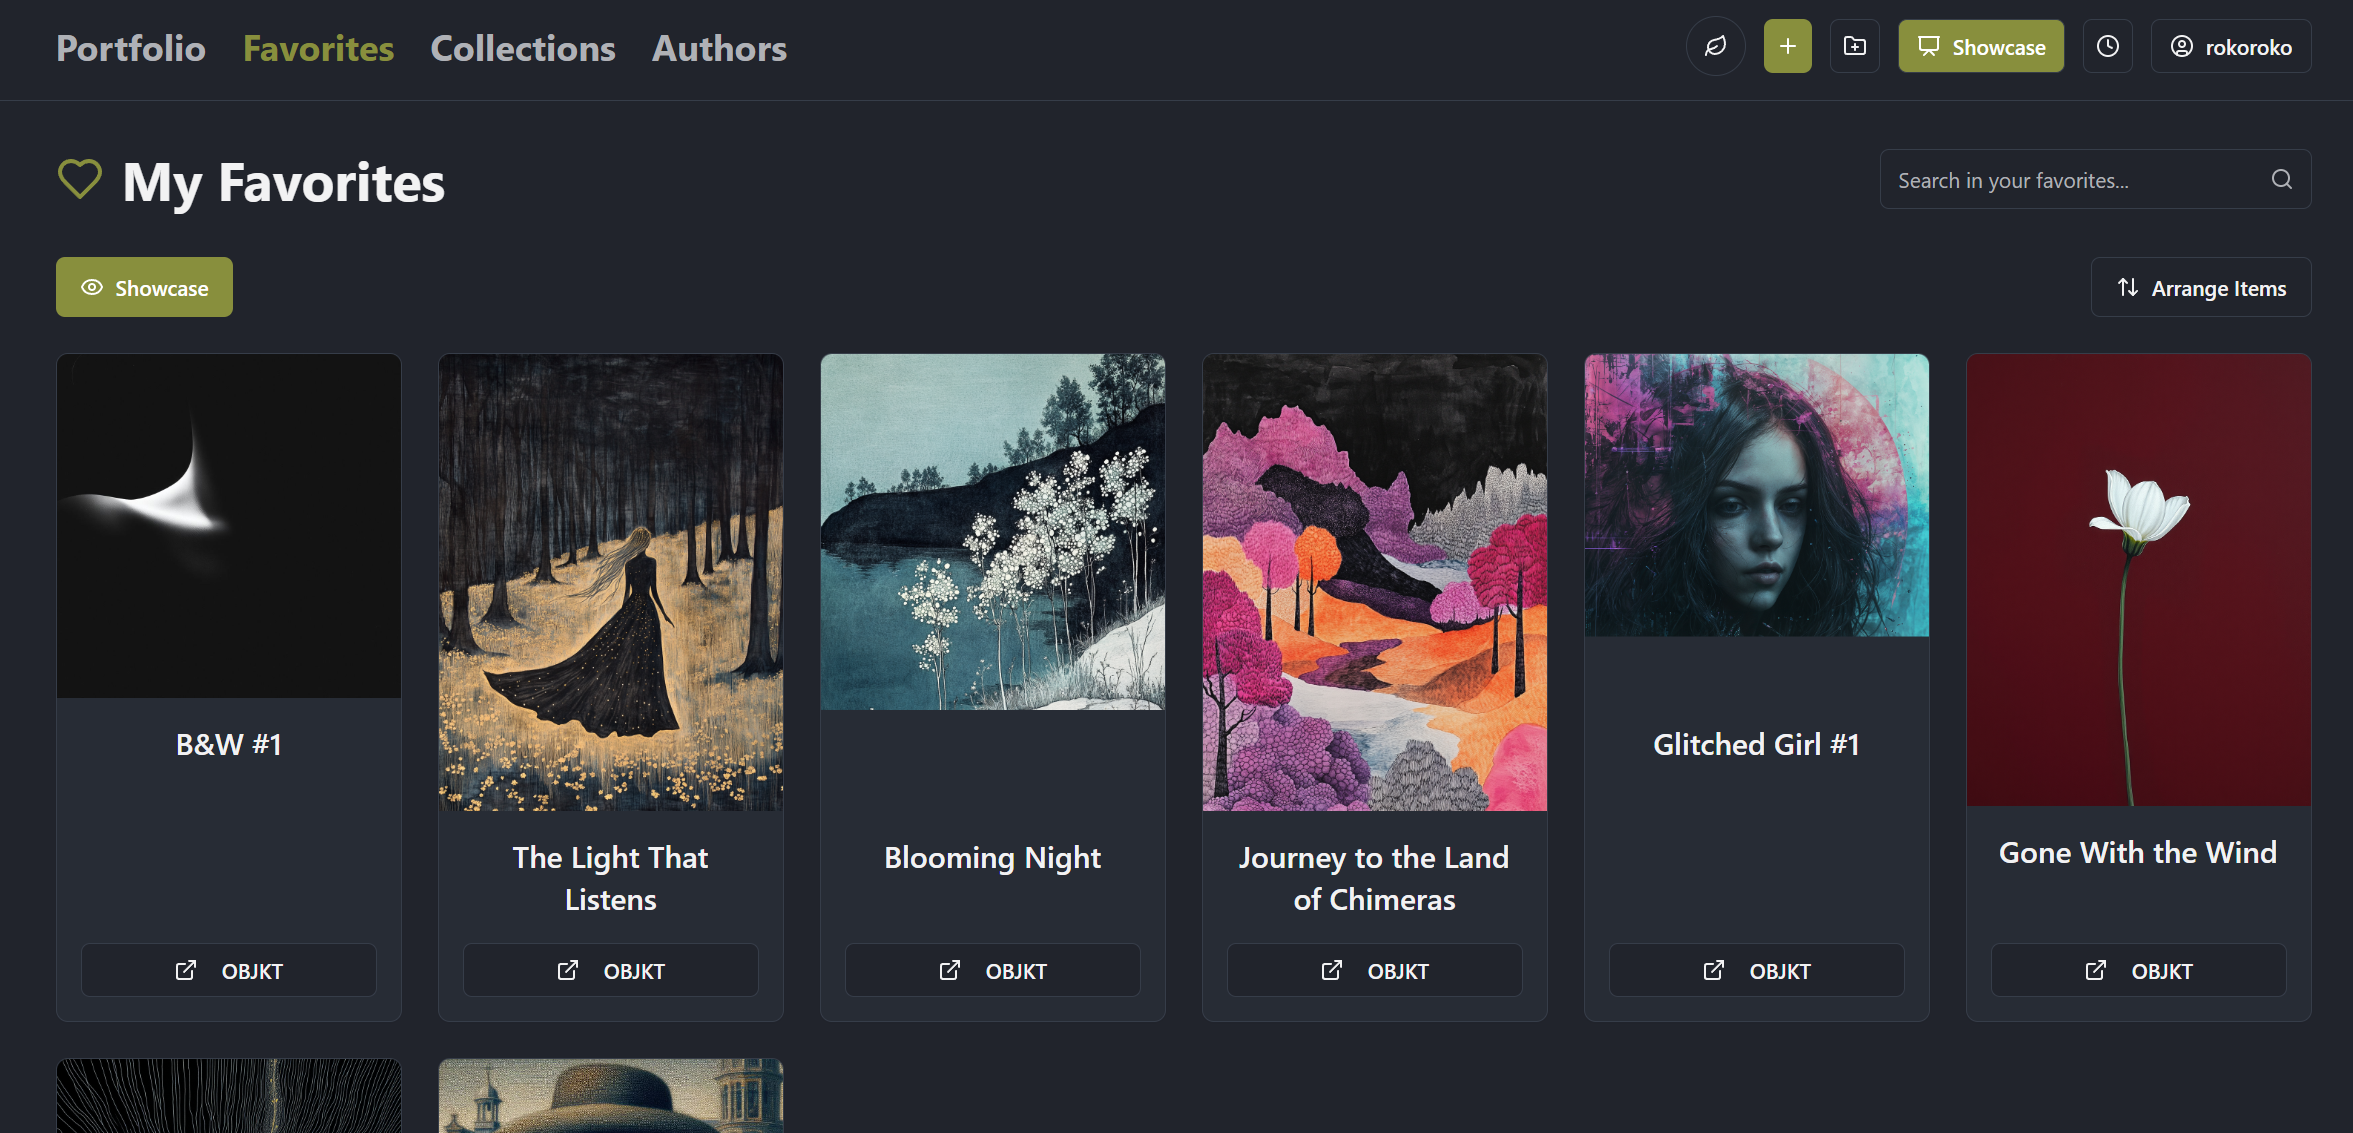 Portfolio Favorites Collections Authors
Showcase
rokoroko
My Favorites
Search in your favorites...
Showcase
Arrange Items
B&W #1
The Light That
Listens
Blooming Night
Journey to the Land
of Chimeras
Glitched Girl #1
Gone With the Wind
OBJKT
OBJKT
OBJKT
OBJKT
OBJKT
OBJKT